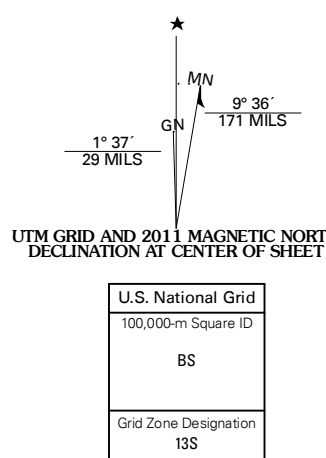 MN
GN
9° 36´
171 MILS
1° 37´
29 MILS
UTM GRID AND 2011 MAGNETIC NORT
DECLINATION AT CENTER OF SHEET
U.S. National Grid
100,000-m Square ID
BS
Grid Zone Designation
13S